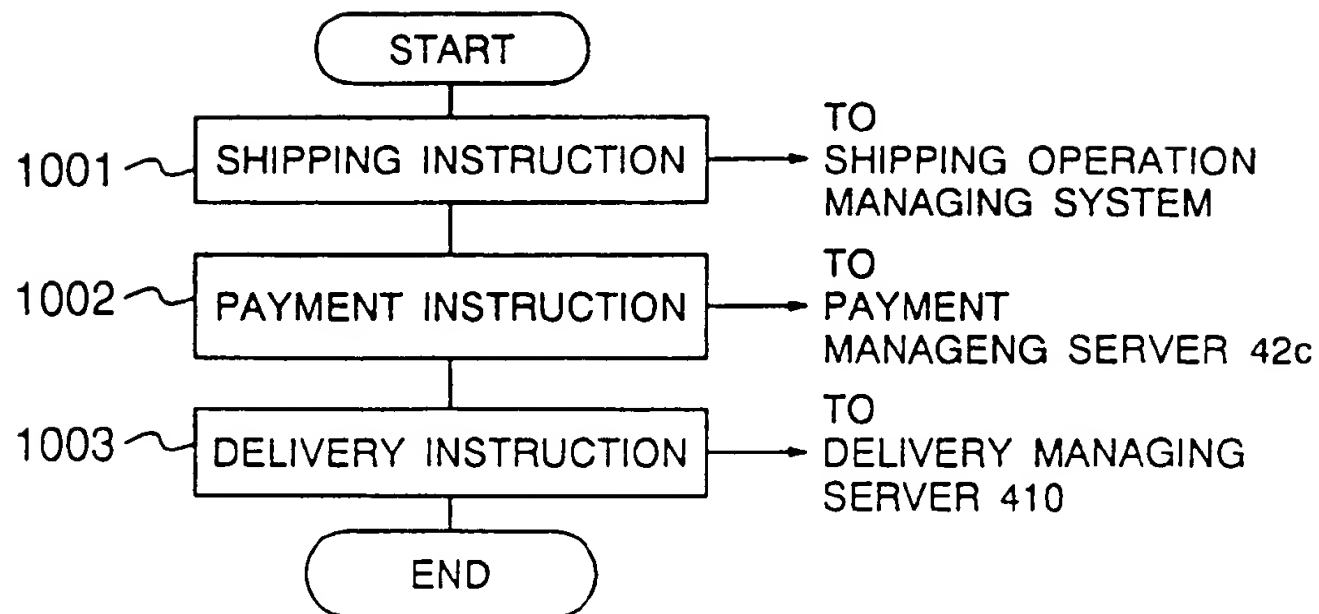 START
1001
SHIPPING INSTRUCTION
TO
SHIPPING OPERATION
MANAGING SYSTEM
1002
PAYMENT INSTRUCTION
TO
PAYMENT
MANAGENG SERVER 42c
1003
DELIVERY INSTRUCTION
TO
DELIVERY MANAGING
SERVER 410
END